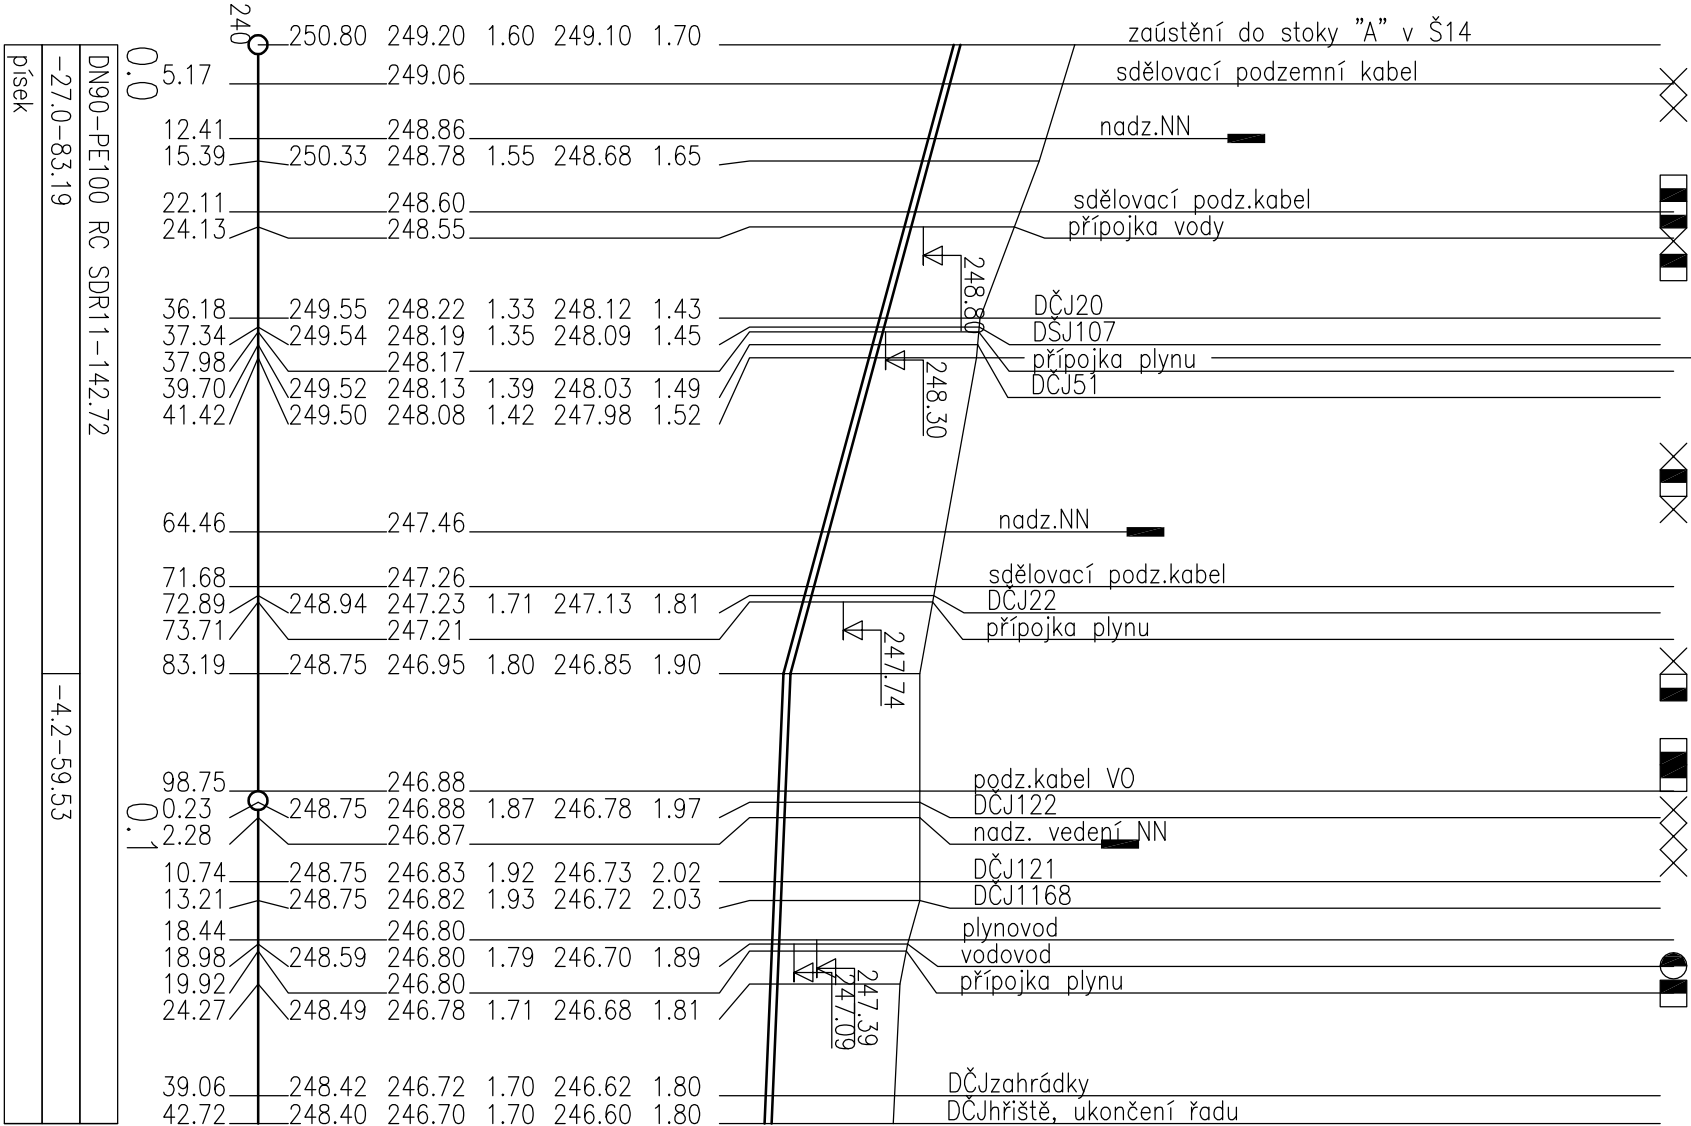 240
250.80 249.20 1.60 249.10 1.70 zaústění do stoky "A" v Š14
0.0
5.17 249.06 sdělovací podzemní kabel
12.41 248.86 nadz.NN
15.39 250.33 248.78 1.55 248.68 1.65
22.11 248.60 sdělovací podz.kabel
24.13 248.55 přípojka vody
248.80
36.18 249.55 248.22 1.33 248.12 1.43 DČJ20
37.34 249.54 248.19 1.35 248.09 1.45 DŠJ107
37.98 248.17 přípojka plynu
39.70 249.52 248.13 1.39 248.03 1.49 DČJ51
41.42 249.50 248.08 1.42 247.98 1.52
248.30
64.46 247.46 nadz.NN
71.68 247.26 sdělovací podz.kabel
72.89 248.94 247.23 1.71 247.13 1.81 DČJ22
73.71 247.21 přípojka plynu
247.74
83.19 248.75 246.95 1.80 246.85 1.90
98.75 246.88 podz.kabel VO
0.1
0.23 248.75 246.88 1.87 246.78 1.97 DČJ122
2.28 246.87 nadz. vedení NN
10.74 248.75 246.83 1.92 246.73 2.02 DČJ121
13.21 248.75 246.82 1.93 246.72 2.03 DČJ1168
18.44 246.80 plynovod
18.98 248.59 246.80 1.79 246.70 1.89 vodovod
19.92 246.80 přípojka plynu
247.39
247.09
24.27 248.49 246.78 1.71 246.68 1.81
39.06 248.42 246.72 1.70 246.62 1.80 DČJzahrádky
42.72 248.40 246.70 1.70 246.60 1.80 DČJhřiště, ukončení řadu
DN90-PE100 RC SDR11-142.72
-27.0-83.19
-4.2-59.53
písek